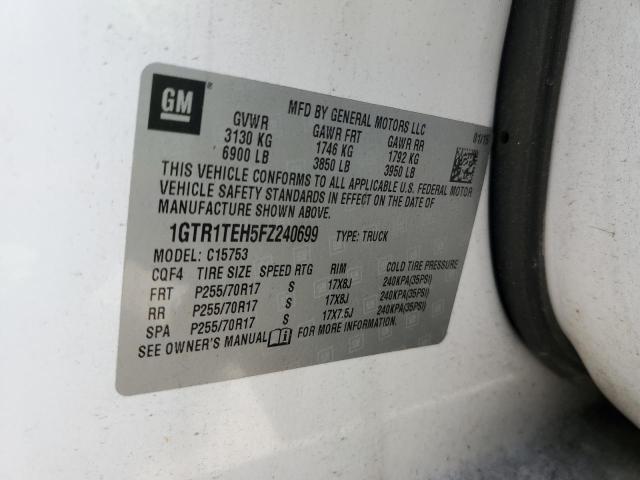 GM
MFD BY GENERAL MOTORS LLC
01/15
GVWR GAWR FRT GAWR RR
3130 KG 1746 KG 1792 KG
6900 LB 3850 LB 3950 LB
THIS VEHICLE CONFORMS TO ALL APPLICABLE U.S. FEDERAL MOTOR
VEHICLE SAFETY STANDARDS IN EFFECT ON THE DATE OF
MANUFACTURE SHOWN ABOVE.
1GTR1TEH5FZ240699 TYPE: TRUCK
MODEL: C15753
CQF4 TIRE SIZE SPEED RTG RIM COLD TIRE PRESSURE
FRT P255/70R17 S 17X8J 240KPA(35PSI)
RR P255/70R17 S 17X8J 240KPA(35PSI)
SPA P255/70R17 S 17X7.5J 240KPA(35PSI)
SEE OWNER'S MANUAL FOR MORE INFORMATION.